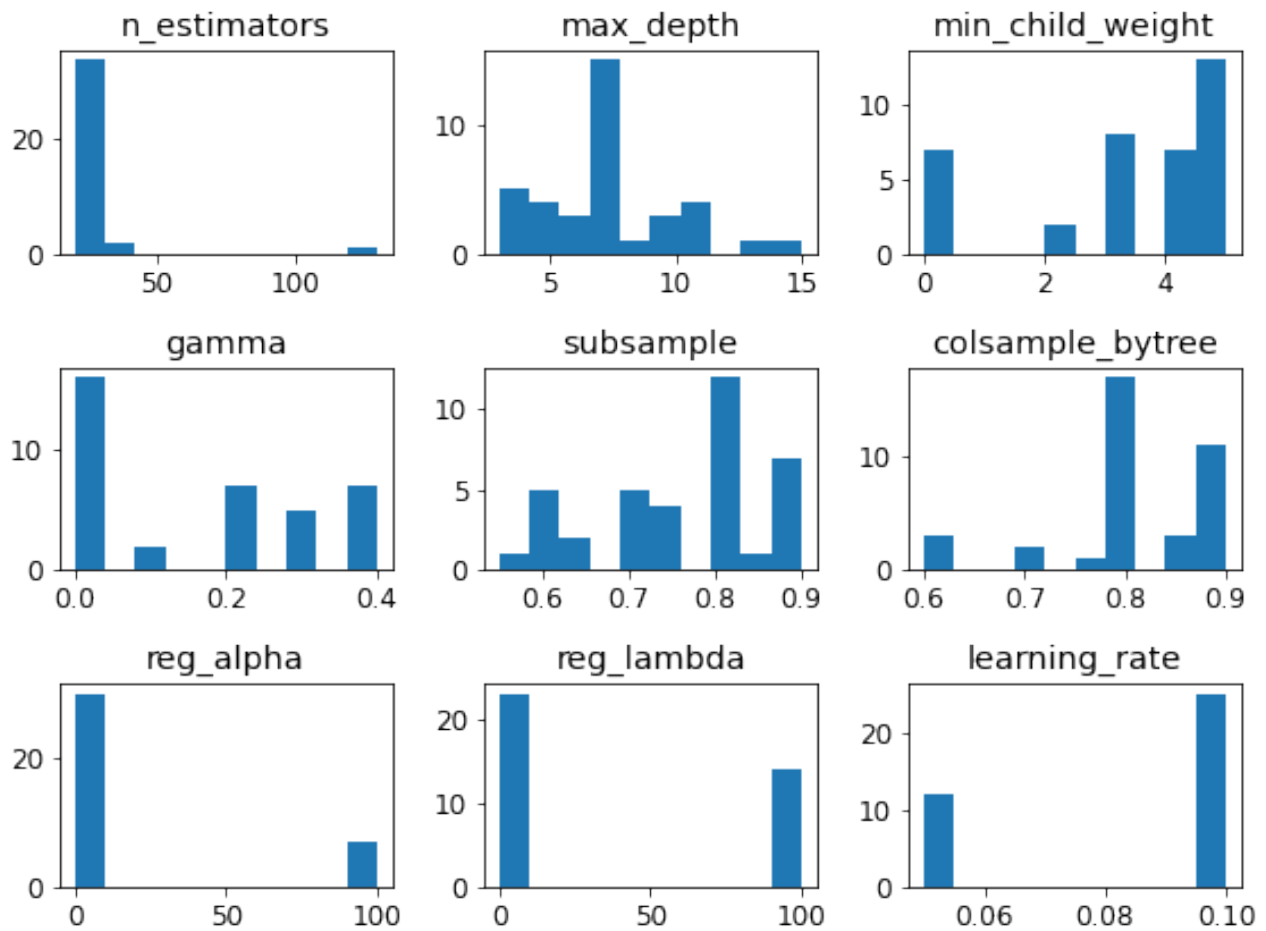 n_estimators max_depth min_child_weight
20
0
50 100
10
0
5 10 15
10
5
0
0 2 4
gamma subsample colsample_bytree
10
0
0.0 0.2 0.4
10
5
0
0.6 0.7 0.8 0.9
10
0
0.6 0.7 0.8 0.9
reg_alpha reg_lambda learning_rate
20
0
0 50 100
20
10
0
0 50 100
20
10
0
0.06 0.08 0.10